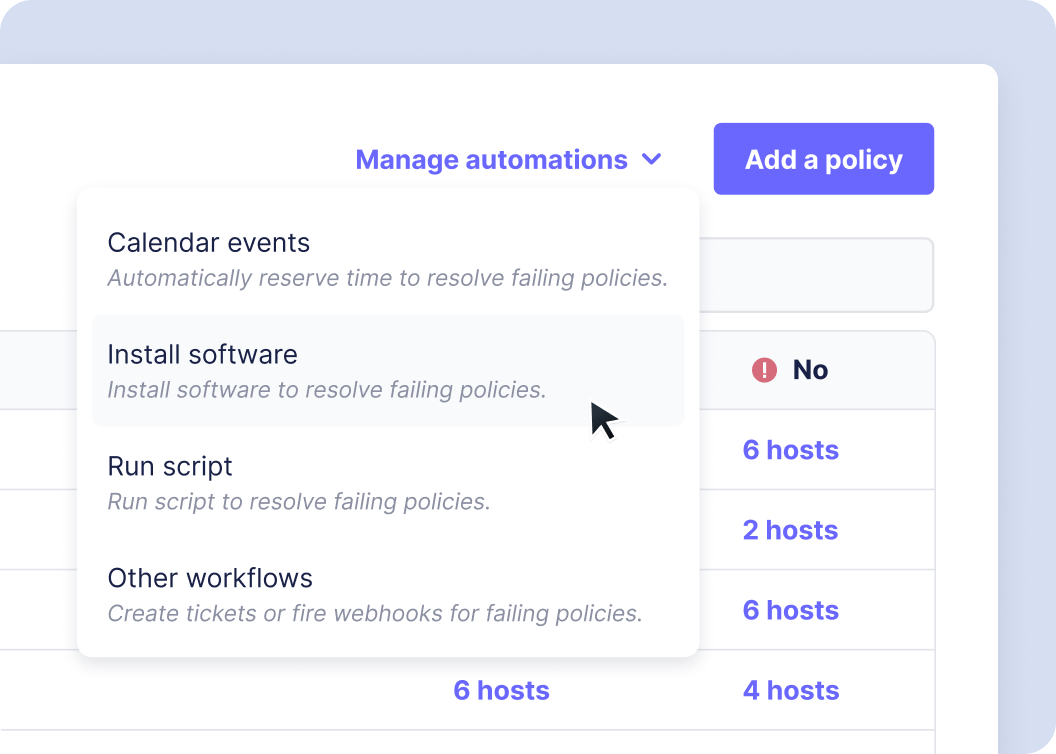 Manage automations
Add a policy
Calendar events
Automatically reserve time to resolve failing policies.
Install software
Install software to resolve failing policies.
Run script
Run script to resolve failing policies.
Other workflows
Create tickets or fire webhooks for failing policies.
No
6 hosts
2 hosts
6 hosts
6 hosts
4 hosts